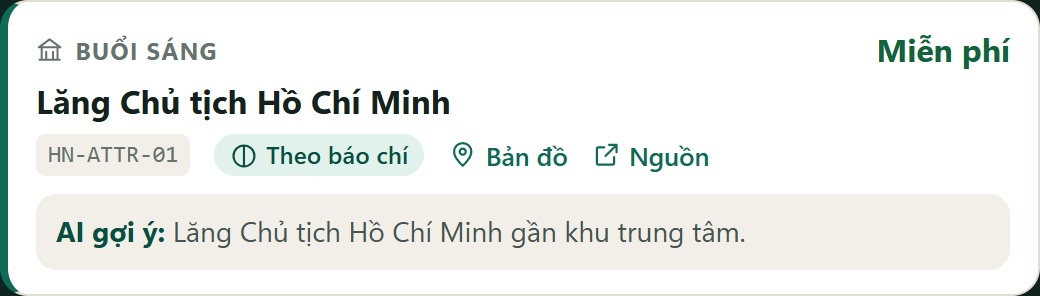 BUỔI SÁNG Miễn phí
Lăng Chủ tịch Hồ Chí Minh
HN-ATTR-01 Theo báo chí Bản đồ Nguồn
AI gợi ý: Lăng Chủ tịch Hồ Chí Minh gần khu trung tâm.